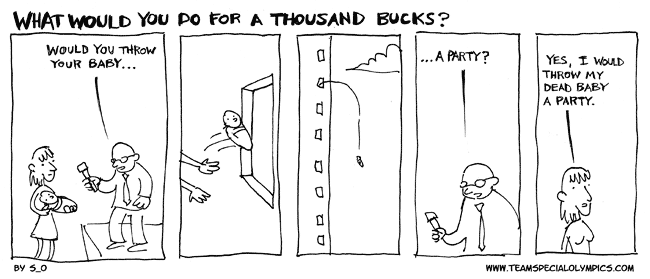 WHAT WOULD YOU DO FOR A THOUSAND BUCKS?
WOULD YOU THROW
YOUR BABY...
...A PARTY?
YES, I WOULD
THROW MY
DEAD BABY
A PARTY.
BY S_O
WWW.TEAMSPECIALOLYMPICS.COM